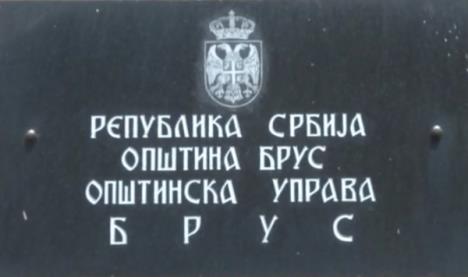 РЕПУБЛИКА СРБИЈА
ОПШТИНА БРУС
ОПШТИНСКА УПРАВА
Б Р У С